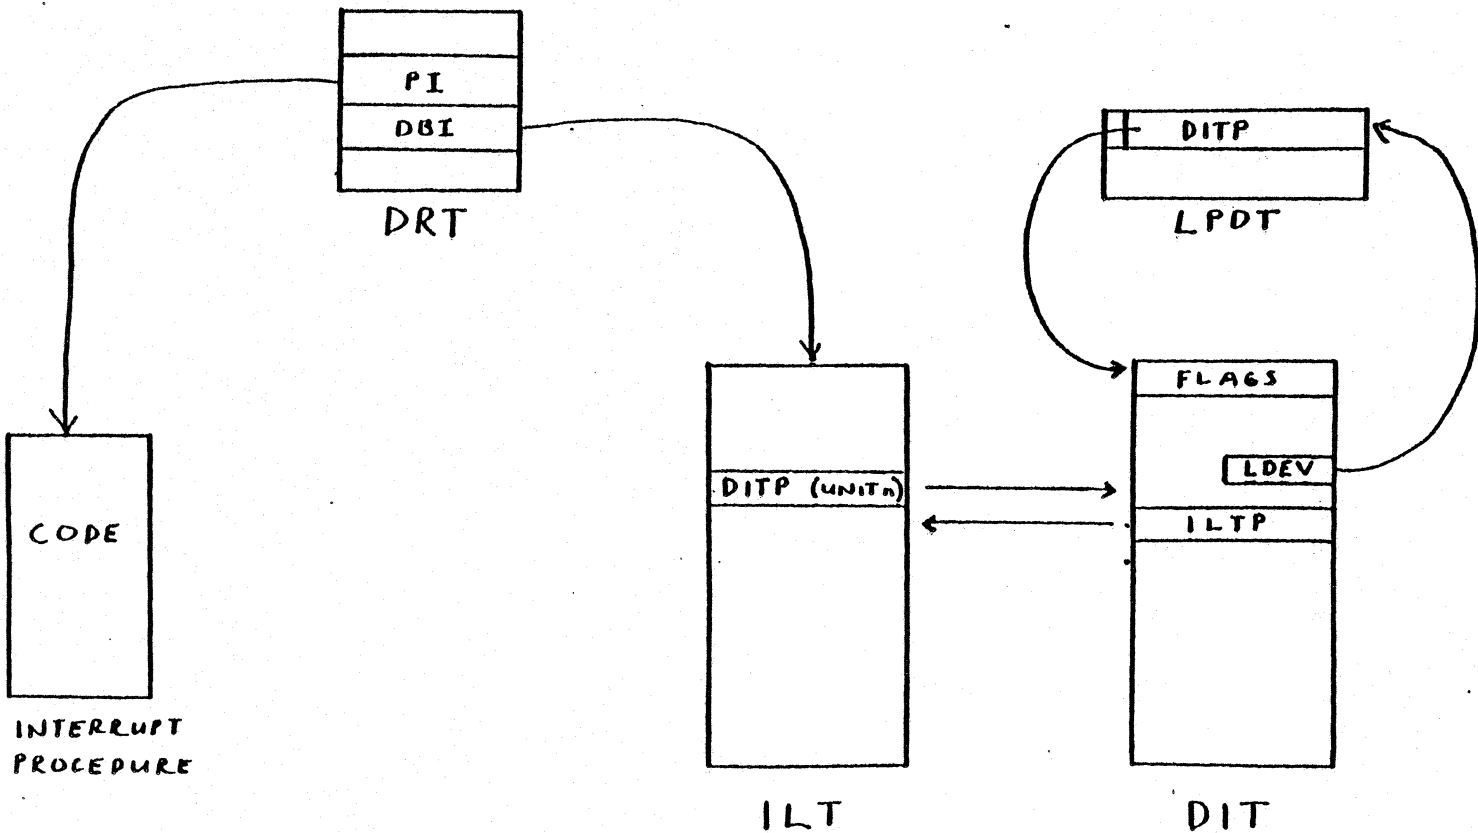 PI
DBI
DRT
DITP
LPDT
FLAGS
LDEV
DITP (UNITn)
ILTP
CODE
INTERRUPT
PROCEDURE
ILT
DIT